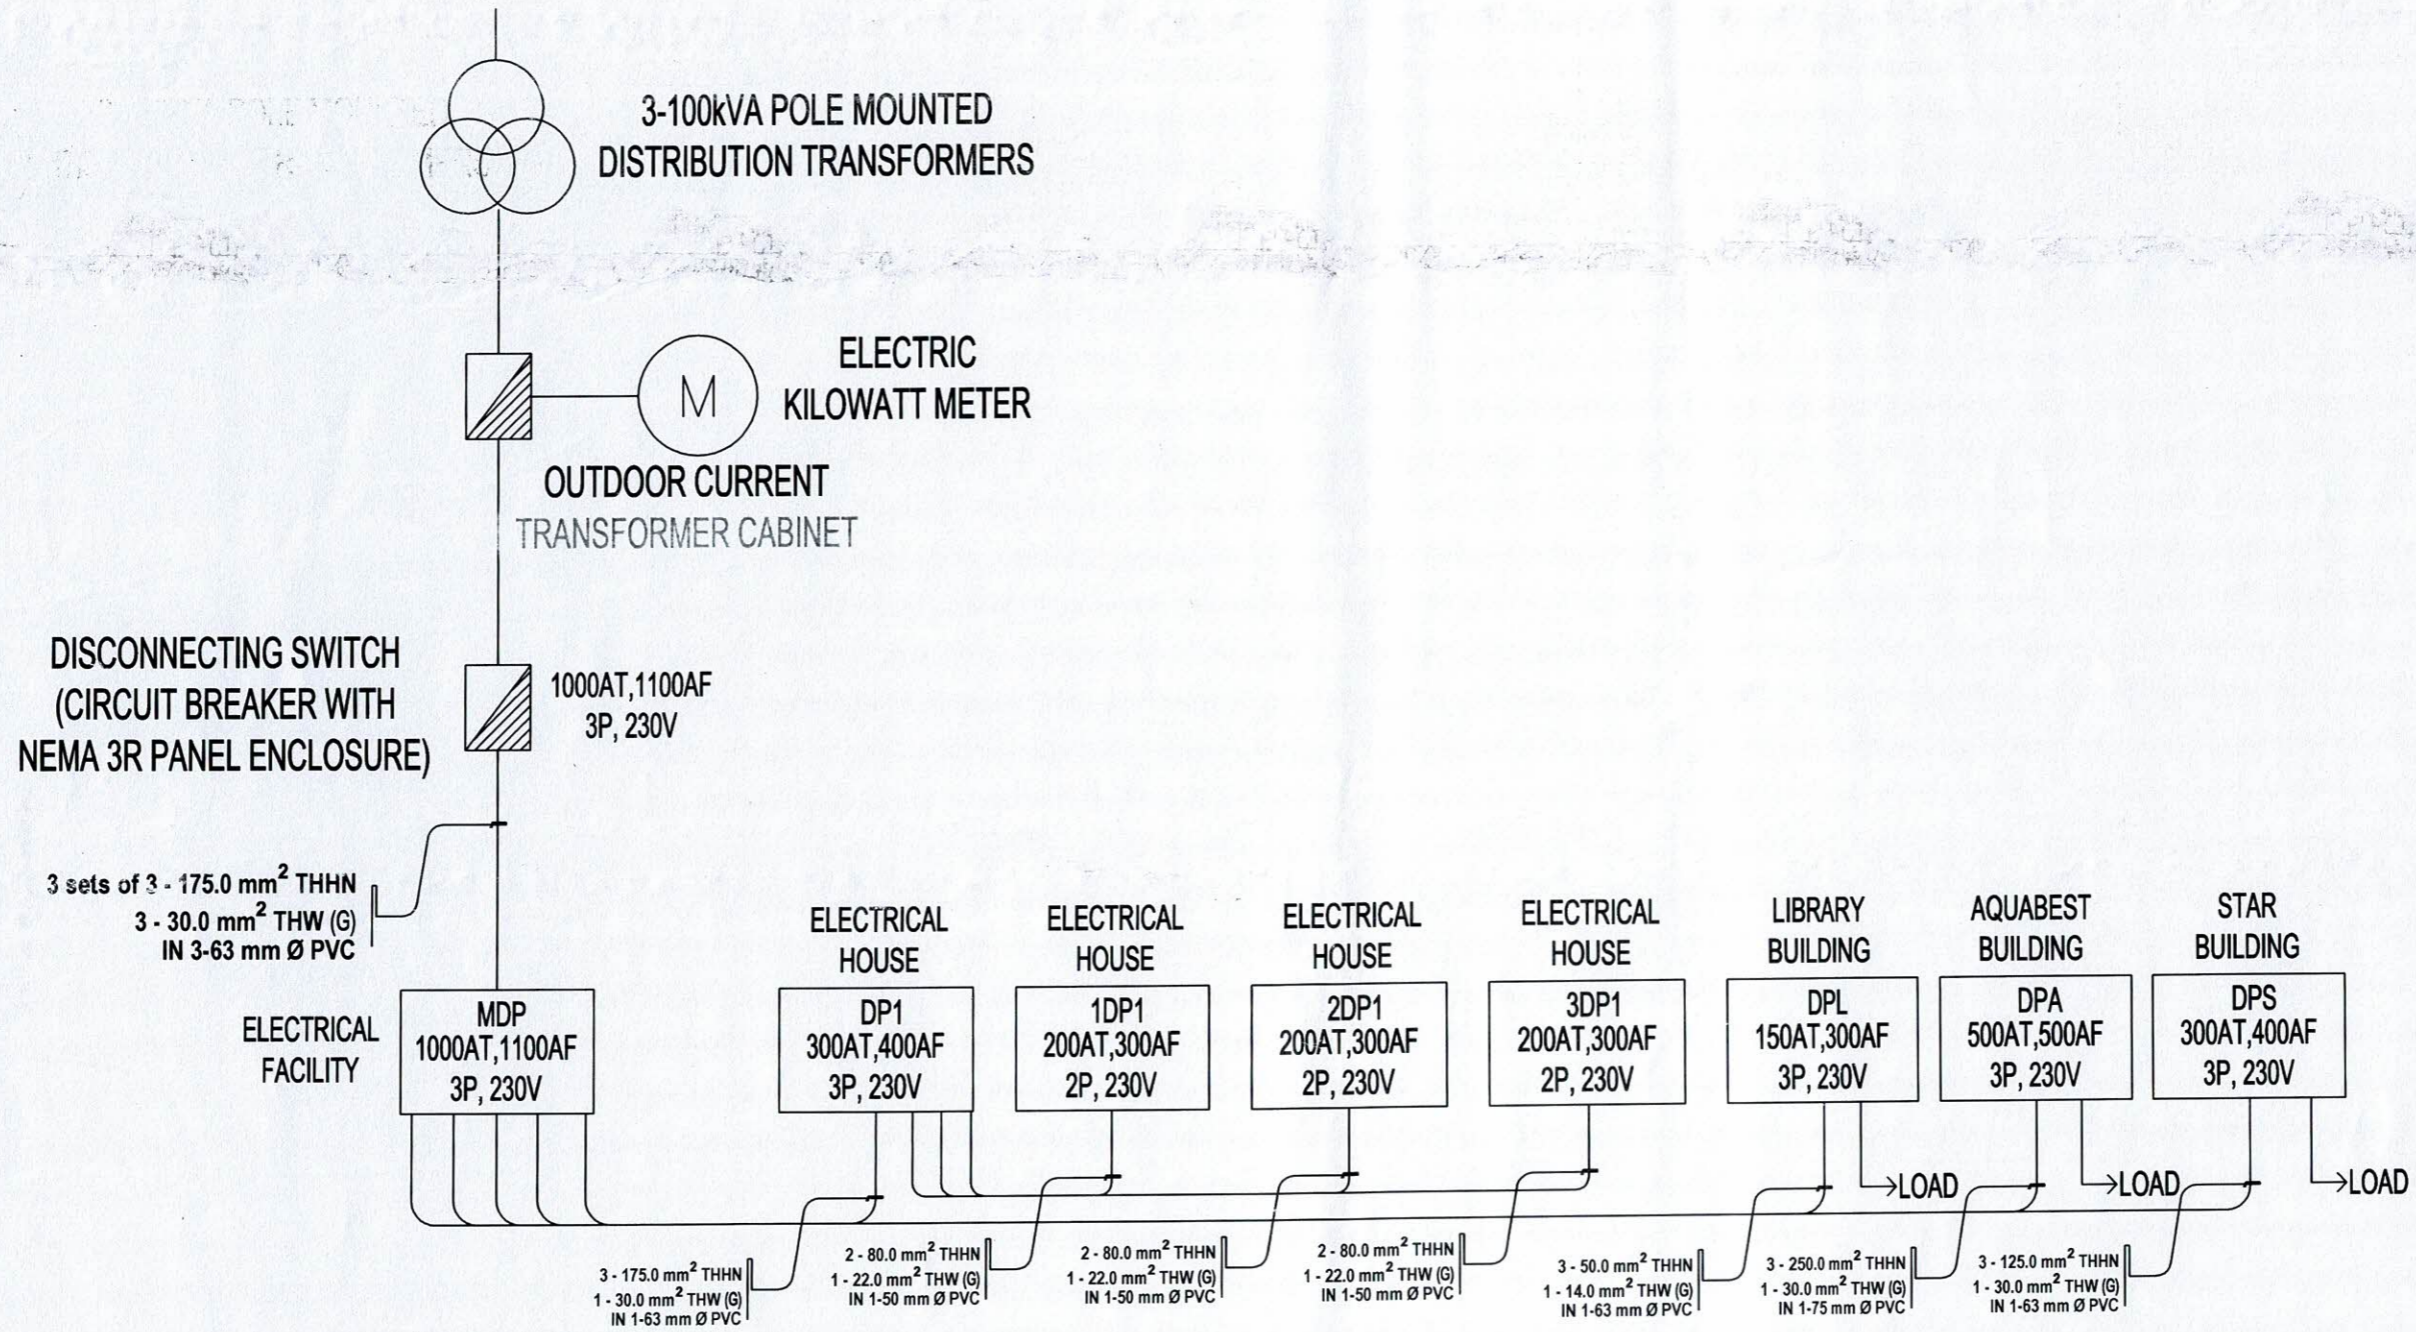 3-100kVA POLE MOUNTED
DISTRIBUTION TRANSFORMERS
M
ELECTRIC
KILOWATT METER
OUTDOOR CURRENT
TRANSFORMER CABINET
DISCONNECTING SWITCH
(CIRCUIT BREAKER WITH
NEMA 3R PANEL ENCLOSURE)
1000AT,1100AF
3P, 230V
3 sets of 3 - 175.0 mm² THHN
3 - 30.0 mm² THW (G)
IN 3-63 mm Ø PVC
ELECTRICAL
FACILITY
MDP
1000AT,1100AF
3P, 230V
ELECTRICAL
HOUSE
DP1
300AT,400AF
3P, 230V
ELECTRICAL
HOUSE
1DP1
200AT,300AF
2P, 230V
ELECTRICAL
HOUSE
2DP1
200AT,300AF
2P, 230V
ELECTRICAL
HOUSE
3DP1
200AT,300AF
2P, 230V
LIBRARY
BUILDING
DPL
150AT,300AF
3P, 230V
AQUABEST
BUILDING
DPA
500AT,500AF
3P, 230V
STAR
BUILDING
DPS
300AT,400AF
3P, 230V
LOAD
LOAD
LOAD
3 - 175.0 mm² THHN
1 - 30.0 mm² THW (G)
IN 1-63 mm Ø PVC
2 - 80.0 mm² THHN
1 - 22.0 mm² THW (G)
IN 1-50 mm Ø PVC
2 - 80.0 mm² THHN
1 - 22.0 mm² THW (G)
IN 1-50 mm Ø PVC
2 - 80.0 mm² THHN
1 - 22.0 mm² THW (G)
IN 1-50 mm Ø PVC
3 - 50.0 mm² THHN
1 - 14.0 mm² THW (G)
IN 1-63 mm Ø PVC
3 - 250.0 mm² THHN
1 - 30.0 mm² THW (G)
IN 1-75 mm Ø PVC
3 - 125.0 mm² THHN
1 - 30.0 mm² THW (G)
IN 1-63 mm Ø PVC